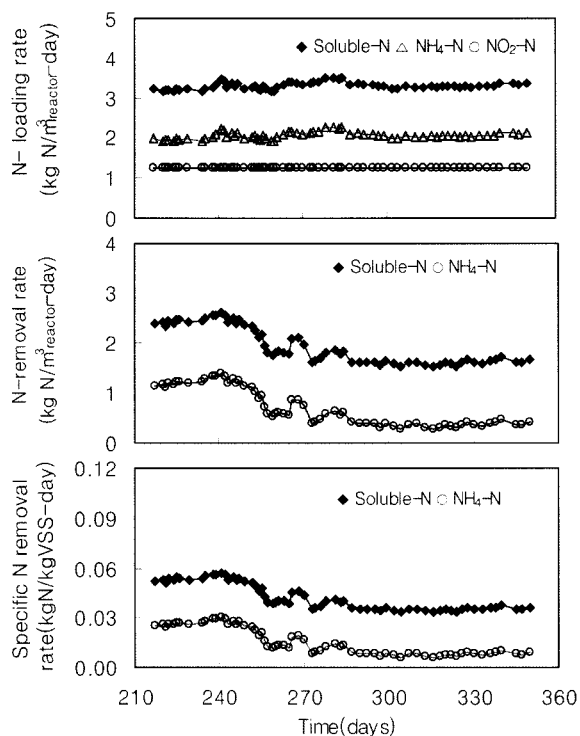 N- loading rate
(kg N/m³reactor-day)
5
4
3
2
1
0
◆ Soluble-N △ NH₄-N ○ NO₂-N
N-removal rate
(kg N/m³reactor-day)
4
3
2
1
0
◆ Soluble-N ○ NH₄-N
Specific N removal
rate(kgN/kgVSS-day)
0.12
0.09
0.06
0.03
0.00
◆ Soluble-N ○ NH₄-N
210 240 270 300 330 360
Time(days)